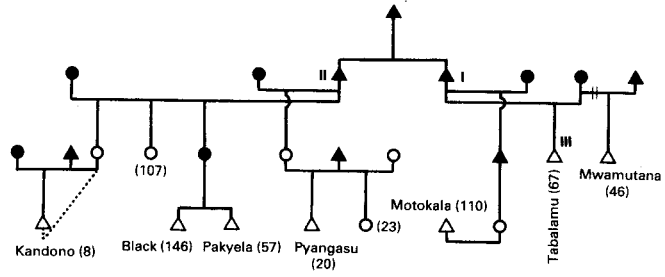 II
I
III
(107)
Motokala (110)
Tabalamu (67)
Mwamutana
(46)
(23)
Kandono (8)
Black (146)
Pakyela (57)
Pyangasu
(20)